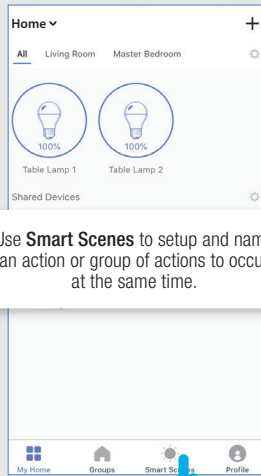 Home
All Living Room Master Bedroom
100% 100%
Table Lamp 1 Table Lamp 2
Shared Devices
Use Smart Scenes to setup and nam
an action or group of actions to occu
at the same time.
My Home Groups Smart Sc es Profile